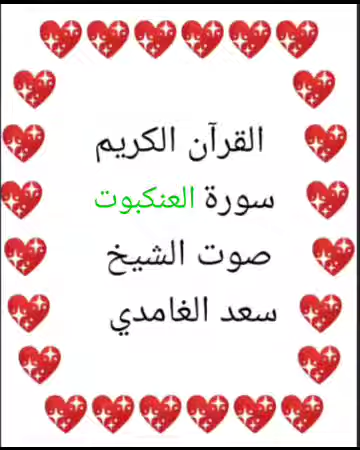 القرآن الكريم
سورة العنكبوت
صوت الشيخ
سعد الغامدي